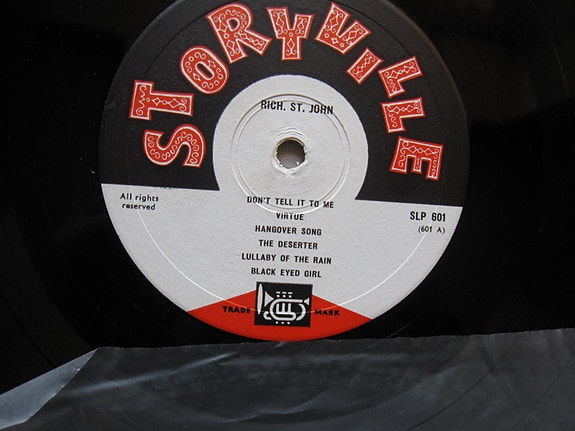 STORYVILLE
RICH. ST. JOHN
DON'T TELL IT TO ME
VIRTUE
HANGOVER SONG
THE DESERTER
LULLABY OF THE RAIN
BLACK EYED GIRL
All rights
reserved
SLP 601
(601 A)
TRADE MARK